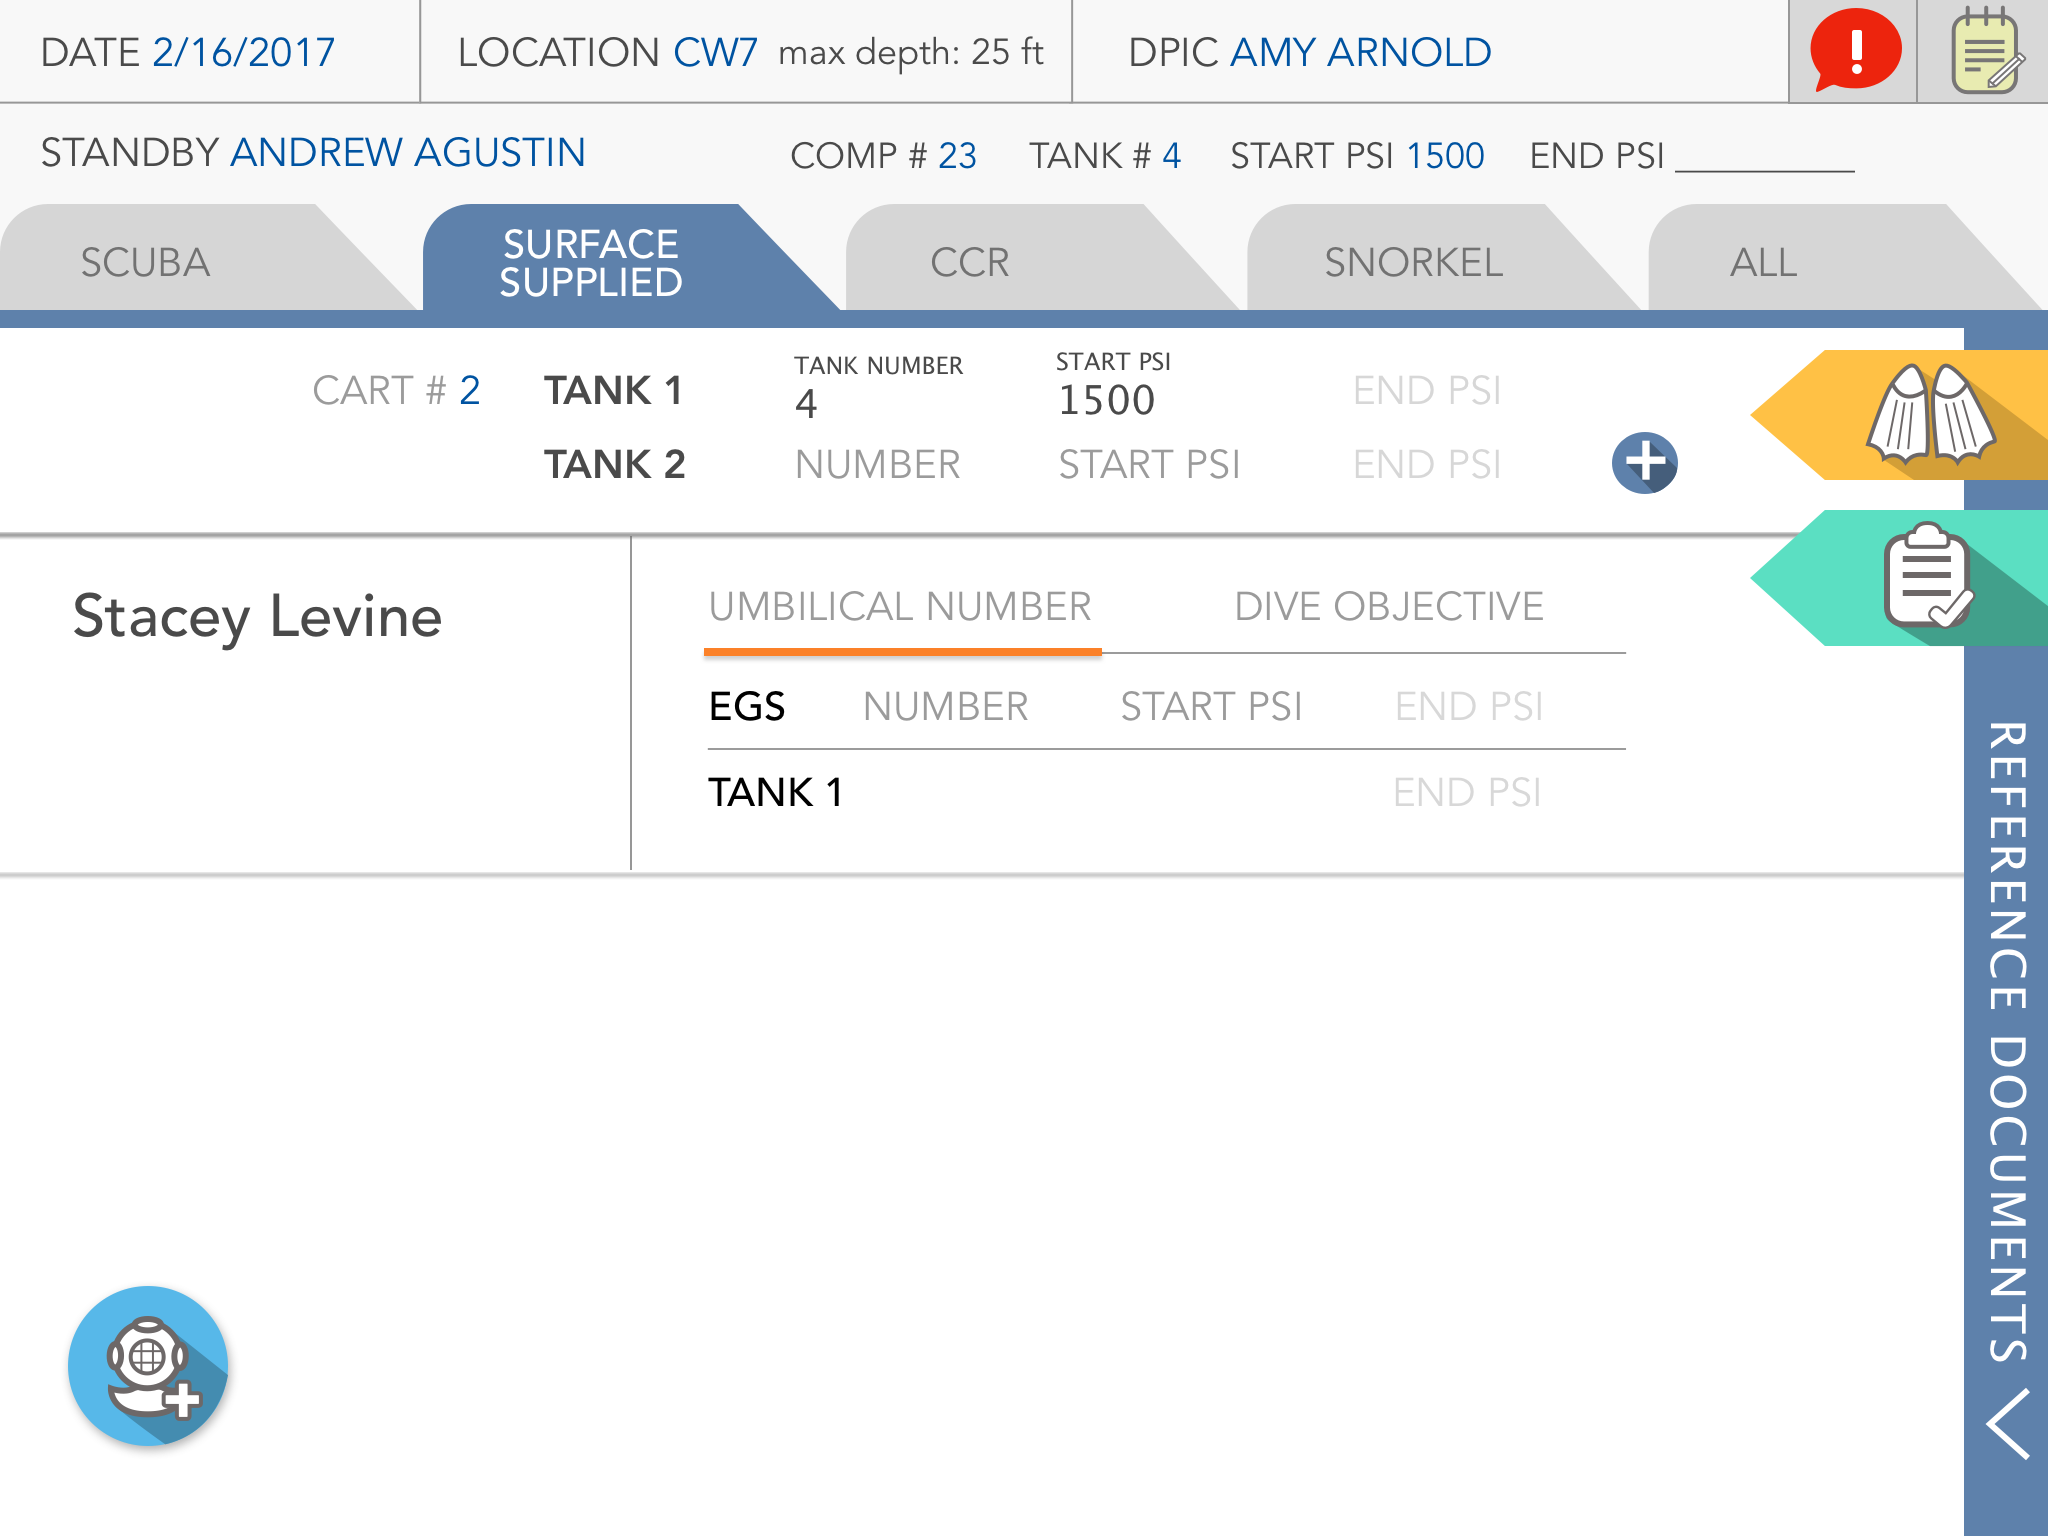 DATE 2/16/2017
LOCATION CW7 max depth: 25 ft
DPIC AMY ARNOLD
STANDBY ANDREW AGUSTIN
COMP # 23 TANK # 4 START PSI 1500 END PSI
SCUBA
SURFACE
SUPPLIED
CCR
SNORKEL
ALL
CART # 2
TANK 1
TANK NUMBER
4
START PSI
1500
END PSI
TANK 2 NUMBER START PSI END PSI
Stacey Levine
UMBILICAL NUMBER DIVE OBJECTIVE
EGS NUMBER START PSI END PSI
TANK 1 END PSI
REFERENCE DOCUMENTS